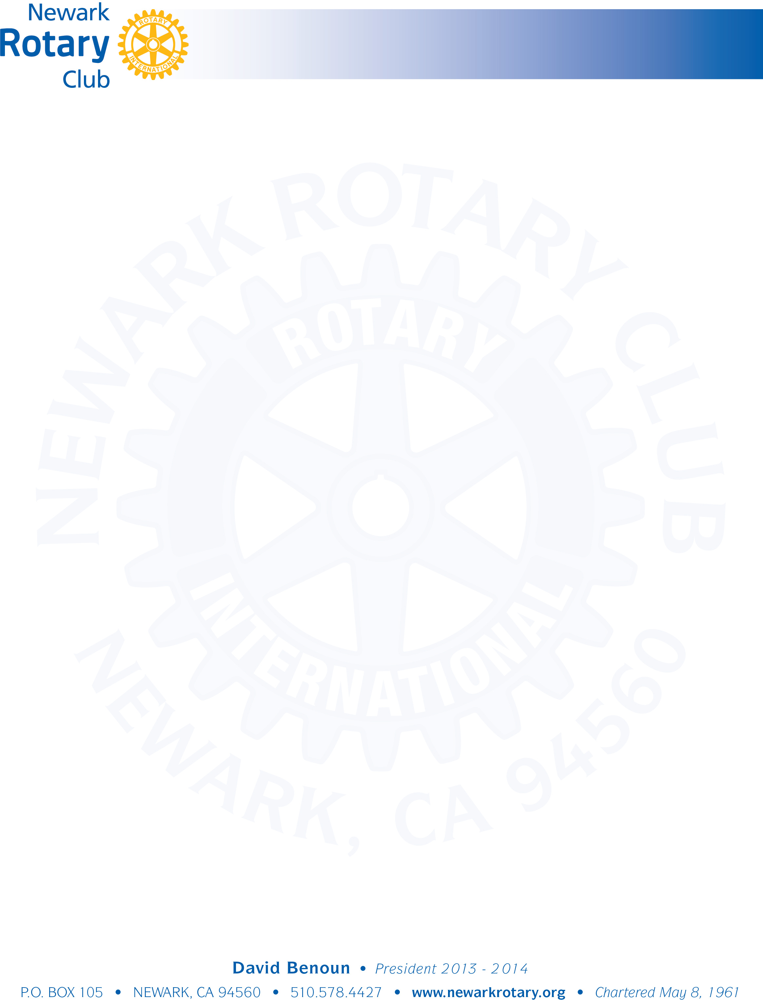 Newark
Rotary
Club
ROTARY
INTERNATIONAL
NEWARK ROTARY CLUB
ROTARY
INTERNATIONAL
NEWARK, CA 94560
David Benoun • President 2013 - 2014
P.O. BOX 105 • NEWARK, CA 94560 • 510.578.4427 • www.newarkrotary.org • Chartered May 8, 1961